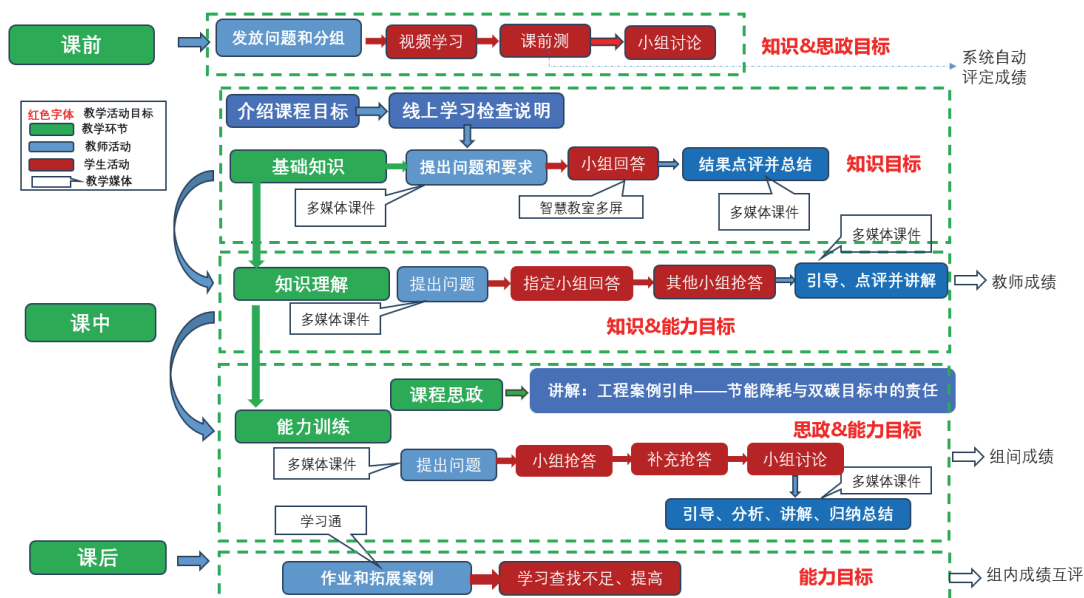 课前
发放问题和分组
视频学习
课前测
小组讨论
知识&思政目标
系统自动
评定成绩
红色字体 教学活动目标
教学环节
教师活动
学生活动
教学媒体
介绍课程目标
线上学习检查说明
基础知识
提出问题和要求
小组回答
结果点评并总结
知识目标
多媒体课件
智慧教室多屏
多媒体课件
多媒体课件
知识理解
提出问题
指定小组回答
其他小组抢答
引导、点评并讲解
教师成绩
多媒体课件
知识&能力目标
课中
课程思政
讲解：工程案例引申——节能降耗与双碳目标中的责任
能力训练
思政&能力目标
多媒体课件
提出问题
小组抢答
补充抢答
小组讨论
组间成绩
多媒体课件
引导、分析、讲解、归纳总结
学习通
课后
作业和拓展案例
学习查找不足、提高
能力目标
组内成绩互评